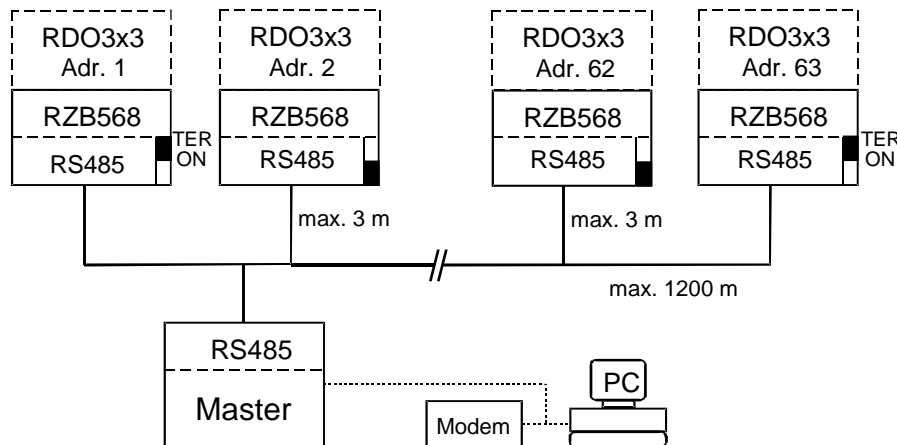 RDO3x3 RDO3x3 RDO3x3 RDO3x3
Adr. 1 Adr. 2 Adr. 62 Adr. 63
RZB568 RZB568 RZB568 RZB568
TER TER
RS485 RS485 RS485 RS485
ON ON
max. 3 m max. 3 m
max. 1200 m
RS485
PC
Master
Modem